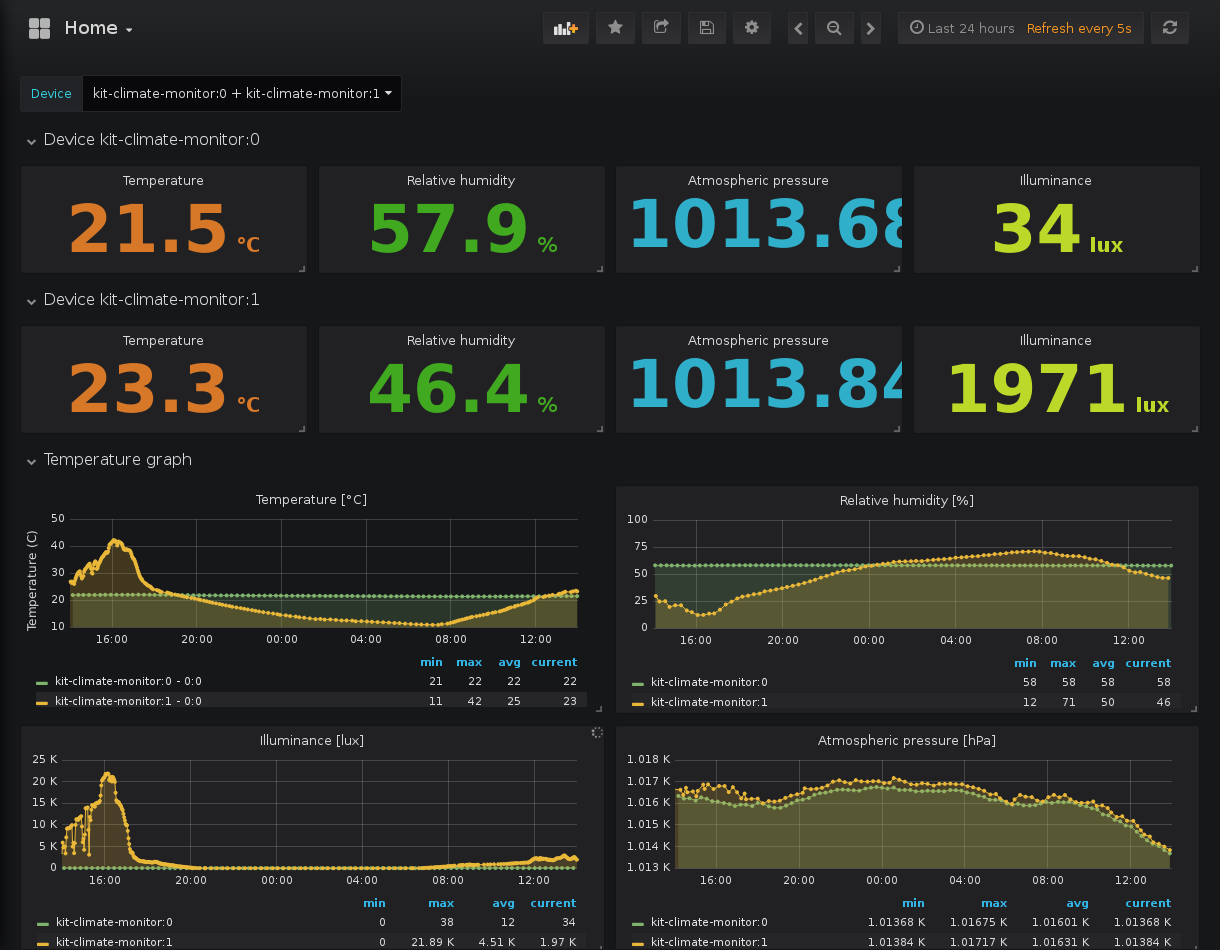 Home
Last 24 hours Refresh every 5s
Device kit-climate-monitor:0 + kit-climate-monitor:1
Device kit-climate-monitor:0
Temperature Relative humidity Atmospheric pressure Illuminance
21.5 °C 57.9 % 1013.68 34 lux
Device kit-climate-monitor:1
Temperature Relative humidity Atmospheric pressure Illuminance
23.3 °C 46.4 % 1013.84 1971 lux
Temperature graph
Temperature [°C]
Temperature (C)
50
40
30
20
10
16:00 20:00 00:00 04:00 08:00 12:00
min max avg current
kit-climate-monitor:0 - 0:0 21 22 22 22
kit-climate-monitor:1 - 0:0 11 42 25 23
Relative humidity [%]
100
75
50
25
0
16:00 20:00 00:00 04:00 08:00 12:00
min max avg current
kit-climate-monitor:0 58 58 58 58
kit-climate-monitor:1 12 71 50 46
Illuminance [lux]
25 K
20 K
15 K
10 K
5 K
0
16:00 20:00 00:00 04:00 08:00 12:00
min max avg current
kit-climate-monitor:0 0 38 12 34
kit-climate-monitor:1 0 21.89 K 4.51 K 1.97 K
Atmospheric pressure [hPa]
1.018 K
1.017 K
1.016 K
1.015 K
1.014 K
1.013 K
16:00 20:00 00:00 04:00 08:00 12:00
min max avg current
kit-climate-monitor:0 1.01368 K 1.01675 K 1.01601 K 1.01368 K
kit-climate-monitor:1 1.01384 K 1.01717 K 1.01631 K 1.01384 K